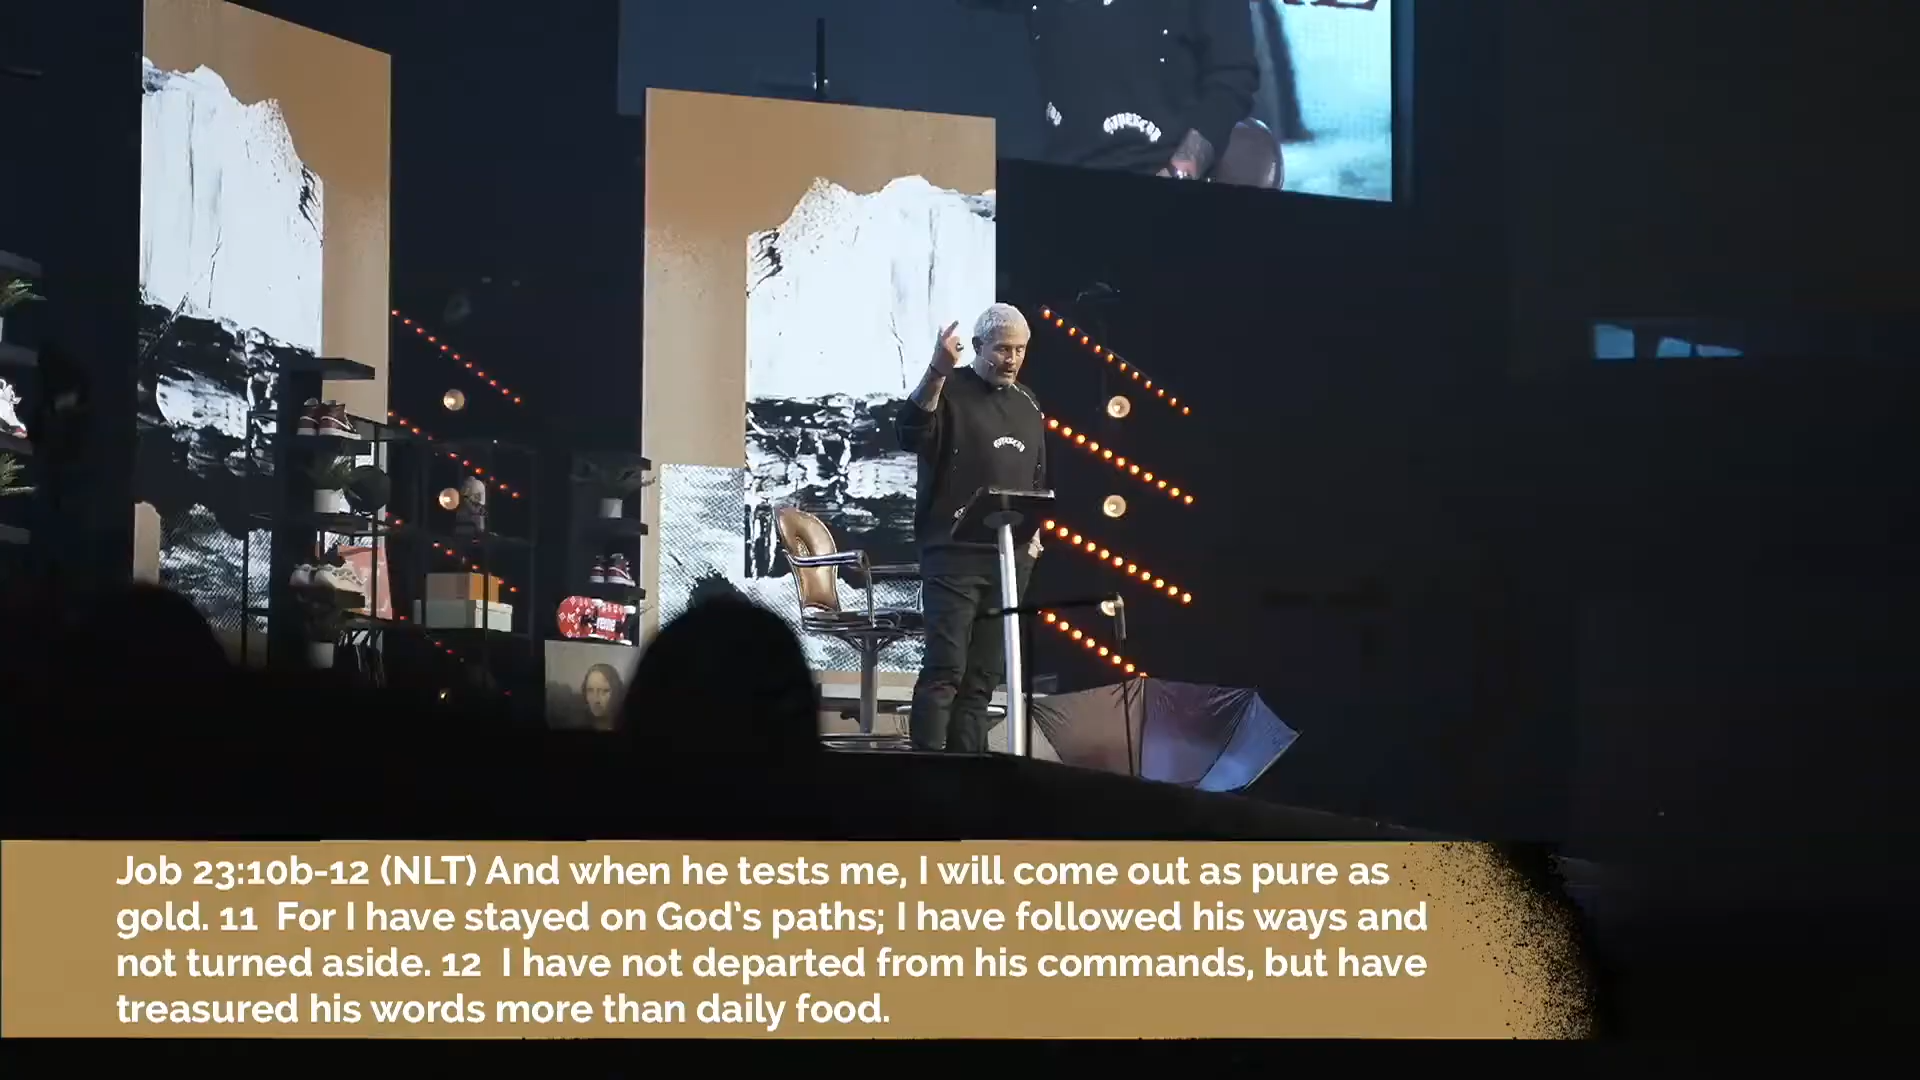 Job 23:10b-12 (NLT) And when he tests me, I will come out as pure as
gold. 11 For I have stayed on God's paths; I have followed his ways and
not turned aside. 12 I have not departed from his commands, but have
treasured his words more than daily food.